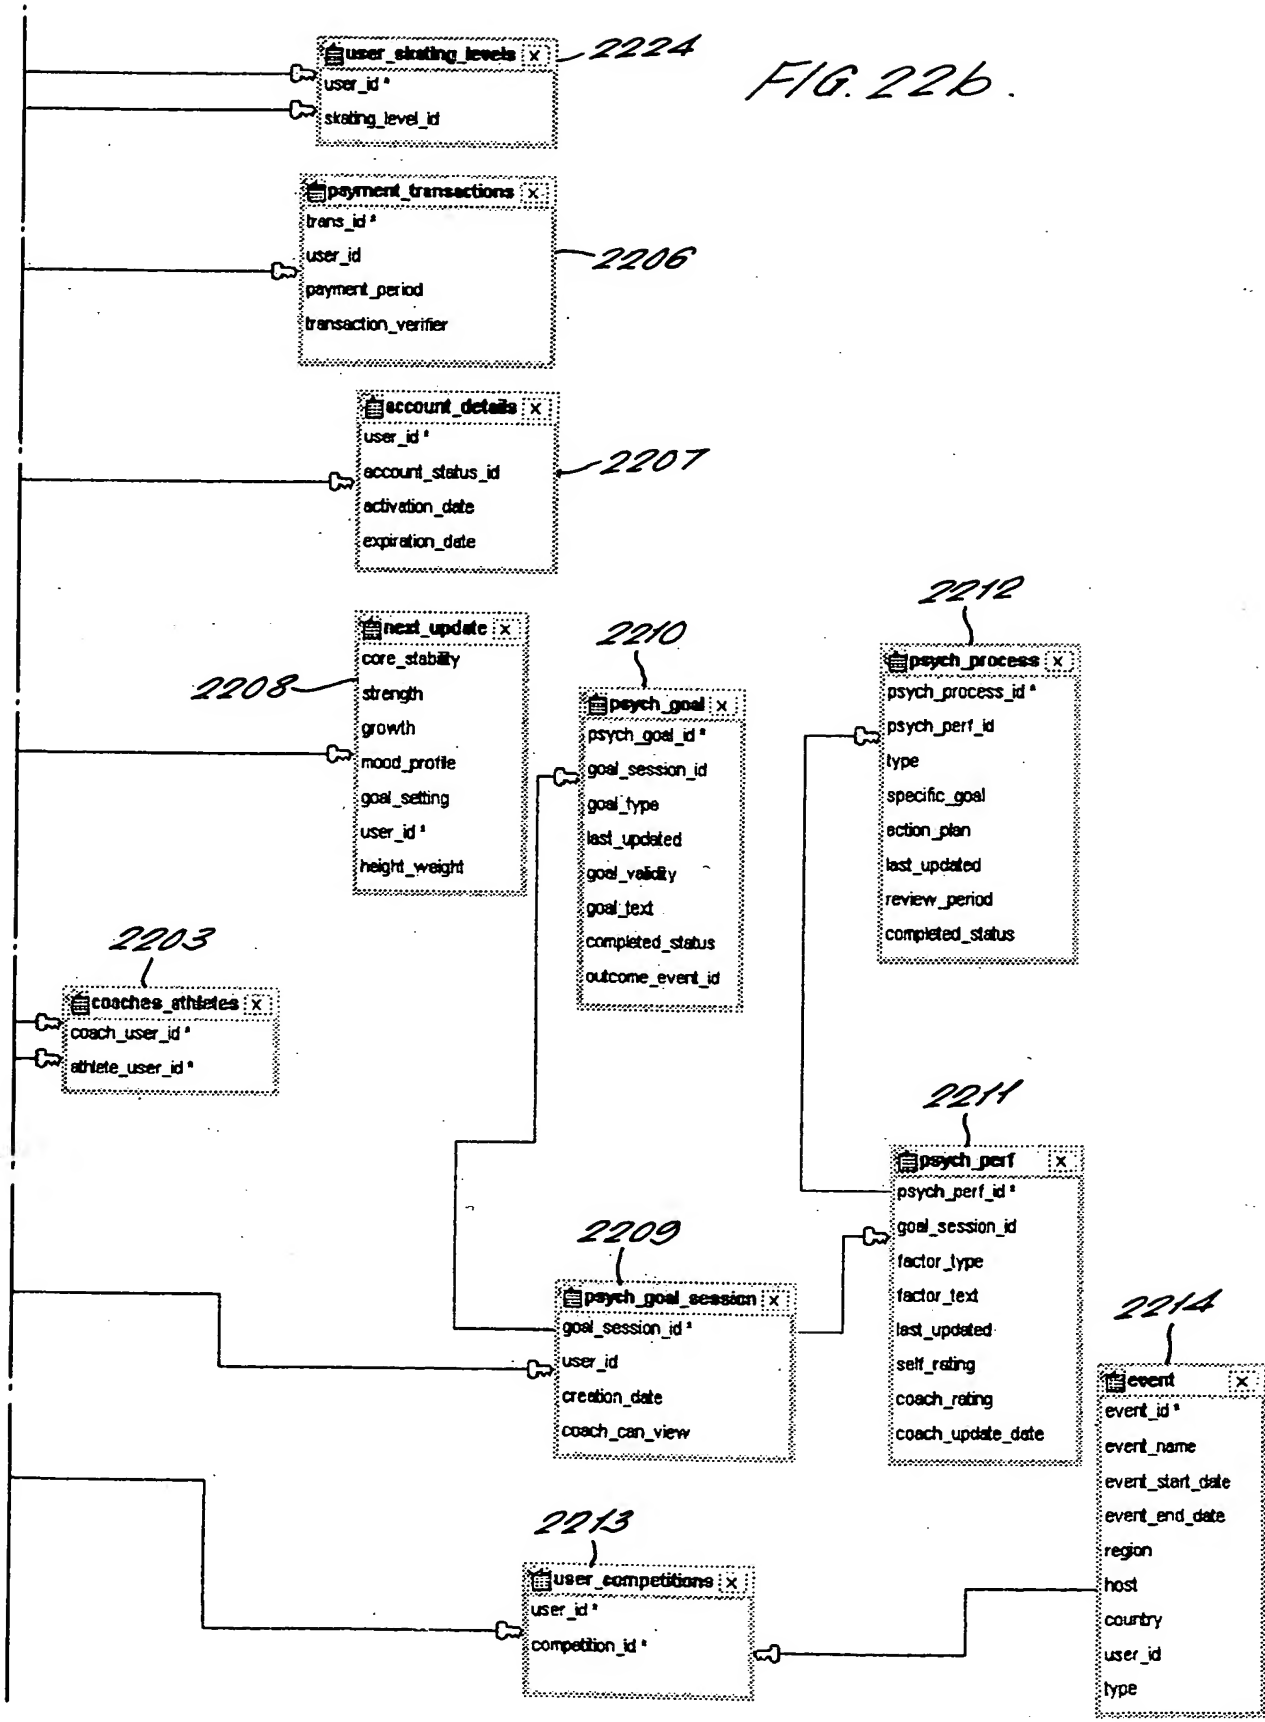 FIG. 22b.
user_skating_levels x
2224
user_id *
skating_level_id
payment_transactions x
trans_id *
user_id
2206
payment_period
transaction_verifier
account_details x
user_id *
account_status_id
2207
activation_date
expiration_date
next_update x
core_stability
2208
strength
growth
mood_profile
goal_setting
user_id *
height_weight
2210
psych_goal x
psych_goal_id *
goal_session_id
goal_type
last_updated
goal_validity
goal_text
completed_status
outcome_event_id
2212
psych_process x
psych_process_id *
psych_perf_id
type
specific_goal
action_plan
last_updated
review_period
completed_status
2203
coaches_athletes x
coach_user_id *
athlete_user_id *
2211
psych_perf x
psych_perf_id *
goal_session_id
factor_type
factor_text
last_updated
self_rating
coach_rating
coach_update_date
2209
psych_goal_session x
goal_session_id *
user_id
creation_date
coach_can_view
2214
event x
event_id *
event_name
event_start_date
event_end_date
region
host
country
user_id
type
2213
user_competitions x
user_id *
competition_id *